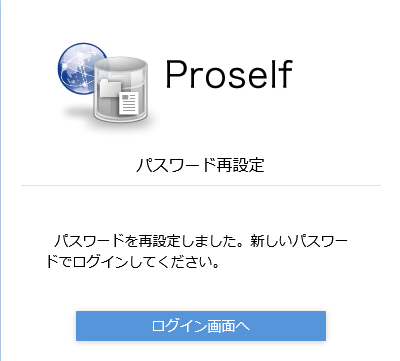 Proself
パスワード再設定
パスワードを再設定しました。新しいパスワー
ドでログインしてください。
ログイン画面へ